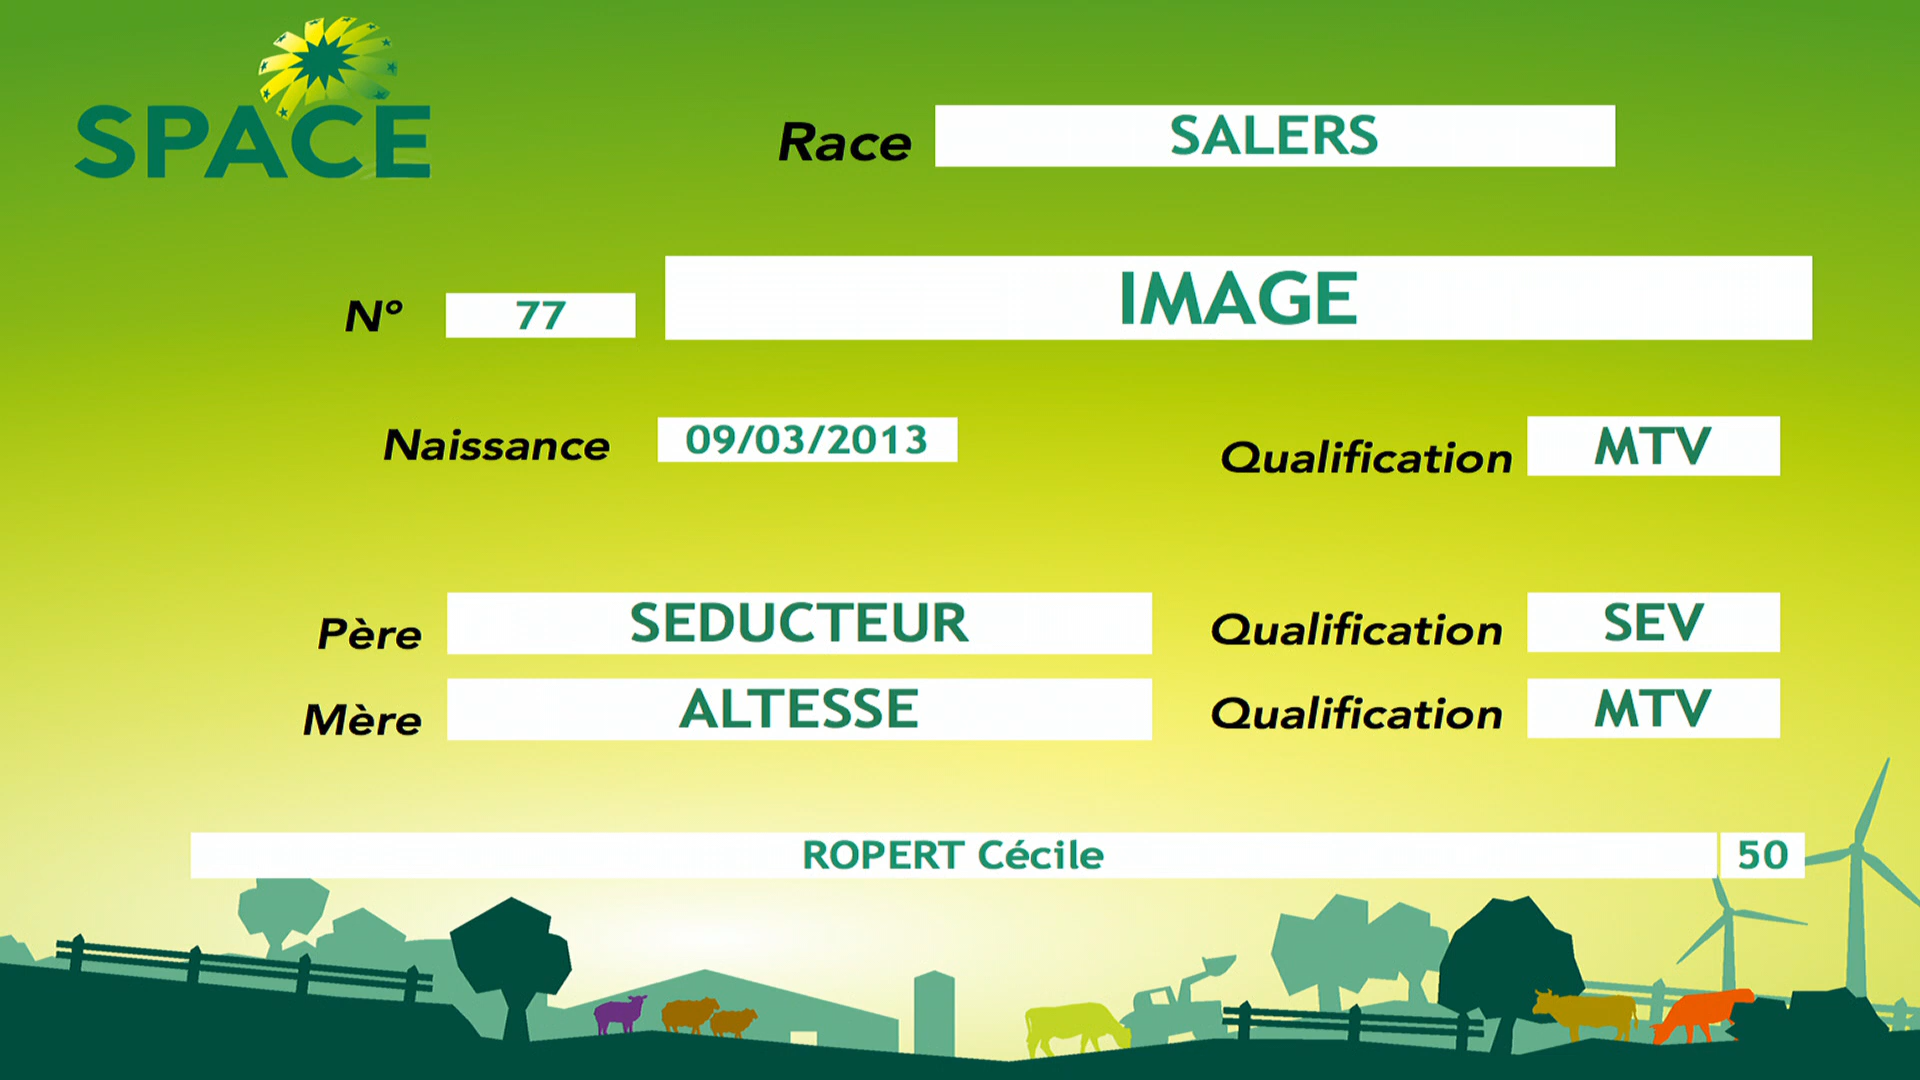 SPACE
Race SALERS
Nº 77 IMAGE
Naissance 09/03/2013 Qualification MTV
Père SEDUCTEUR Qualification SEV
Mère ALTESSE Qualification MTV
ROPERT Cécile 50